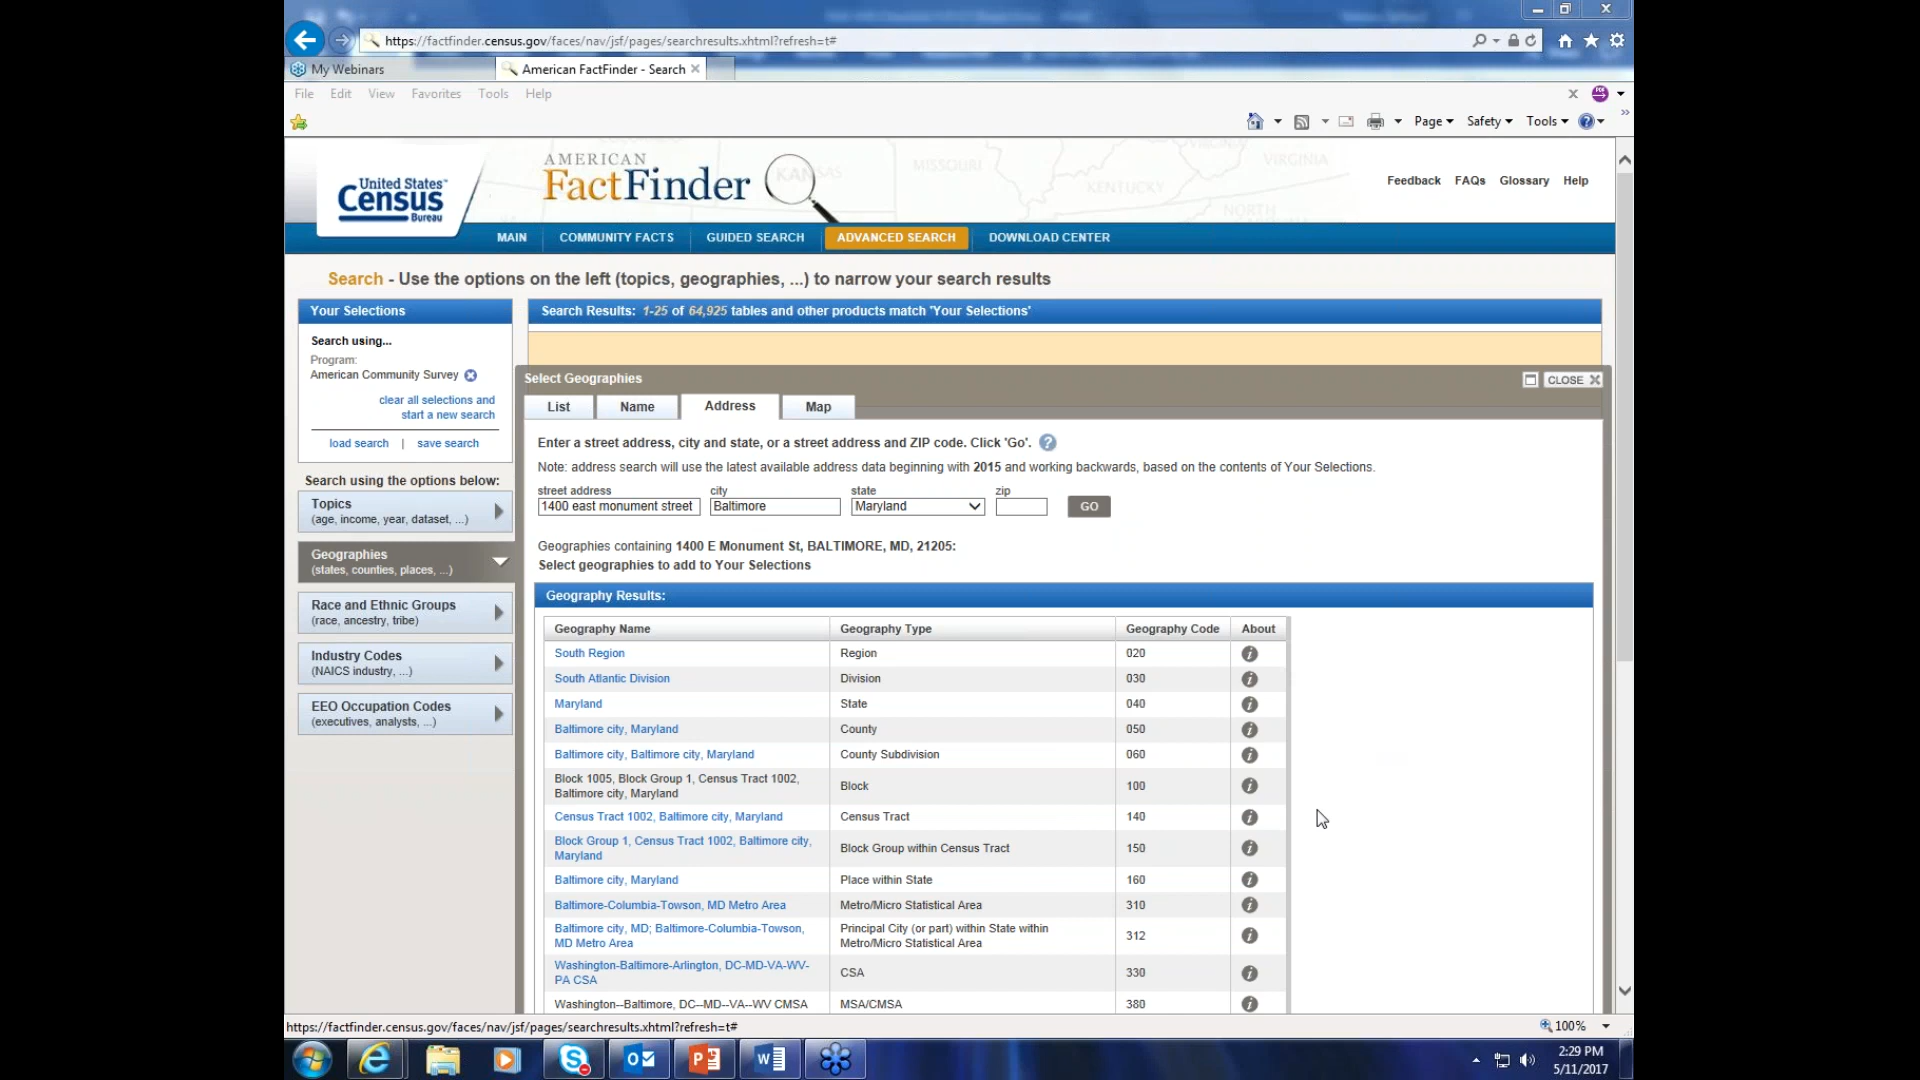 https://factfinder.census.gov/faces/nav/jsf/pages/searchresults.xhtml?refresh=t#
My Webinars
American FactFinder - Search
File Edit View Favorites Tools Help
Page Safety Tools
United States
Census
Bureau
AMERICAN
FactFinder
KANSAS
MISSOURI
KENTUCKY
VIRGINIA
NORTH
Feedback FAQs Glossary Help
MAIN COMMUNITY FACTS GUIDED SEARCH ADVANCED SEARCH DOWNLOAD CENTER
Search - Use the options on the left (topics, geographies, ...) to narrow your search results
Your Selections
Search using...
Program:
American Community Survey
clear all selections and
start a new search
load search | save search
Search using the options below:
Topics
(age, income, year, dataset, ...)
Geographies
(states, counties, places, ...)
Race and Ethnic Groups
(race, ancestry, tribe)
Industry Codes
(NAICS industry, ...)
EEO Occupation Codes
(executives, analysts, ...)
Search Results: 1-25 of 64,925 tables and other products match 'Your Selections'
Select Geographies
CLOSE
List Name Address Map
Enter a street address, city and state, or a street address and ZIP code. Click 'Go'.
Note: address search will use the latest available address data beginning with 2015 and working backwards, based on the contents of Your Selections.
street address city state zip
1400 east monument street Baltimore Maryland GO
Geographies containing 1400 E Monument St, BALTIMORE, MD, 21205:
Select geographies to add to Your Selections
Geography Results:
Geography Name Geography Type Geography Code About
South Region Region 020
South Atlantic Division Division 030
Maryland State 040
Baltimore city, Maryland County 050
Baltimore city, Baltimore city, Maryland County Subdivision 060
Block 1005, Block Group 1, Census Tract 1002,
Baltimore city, Maryland Block 100
Census Tract 1002, Baltimore city, Maryland Census Tract 140
Block Group 1, Census Tract 1002, Baltimore city,
Maryland Block Group within Census Tract 150
Baltimore city, Maryland Place within State 160
Baltimore-Columbia-Towson, MD Metro Area Metro/Micro Statistical Area 310
Baltimore city, MD; Baltimore-Columbia-Towson,
MD Metro Area Principal City (or part) within State within
Metro/Micro Statistical Area 312
Washington-Baltimore-Arlington, DC-MD-VA-WV-
PA CSA CSA 330
Washington--Baltimore, DC--MD--VA--WV CMSA MSA/CMSA 380
https://factfinder.census.gov/faces/nav/jsf/pages/searchresults.xhtml?refresh=t#
100%
2:29 PM
5/11/2017